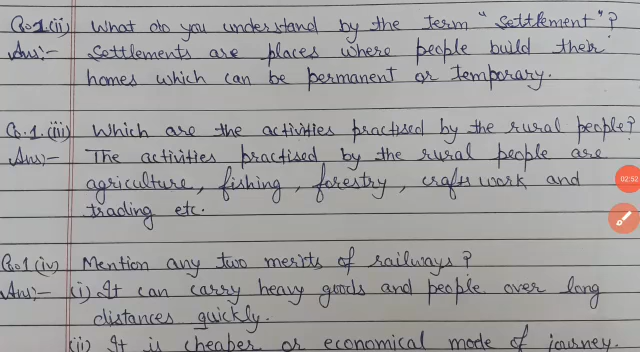 Q.1(ii) What do you understand by the term "Settlement"?
Ans:- Settlements are places where people build their
homes which can be permanent or temporary.
Q.1.(iii) Which are the activities practised by the rural people?
Ans:- The activities practised by the rural people are
agriculture, fishing, forestry, crafts work and
trading etc.
02:52
Q.1(iv) Mention any two merits of railways?
Ans:- (i) It can carry heavy goods and people over long
distances quickly.
(ii) It is cheaper or economical mode of journey.